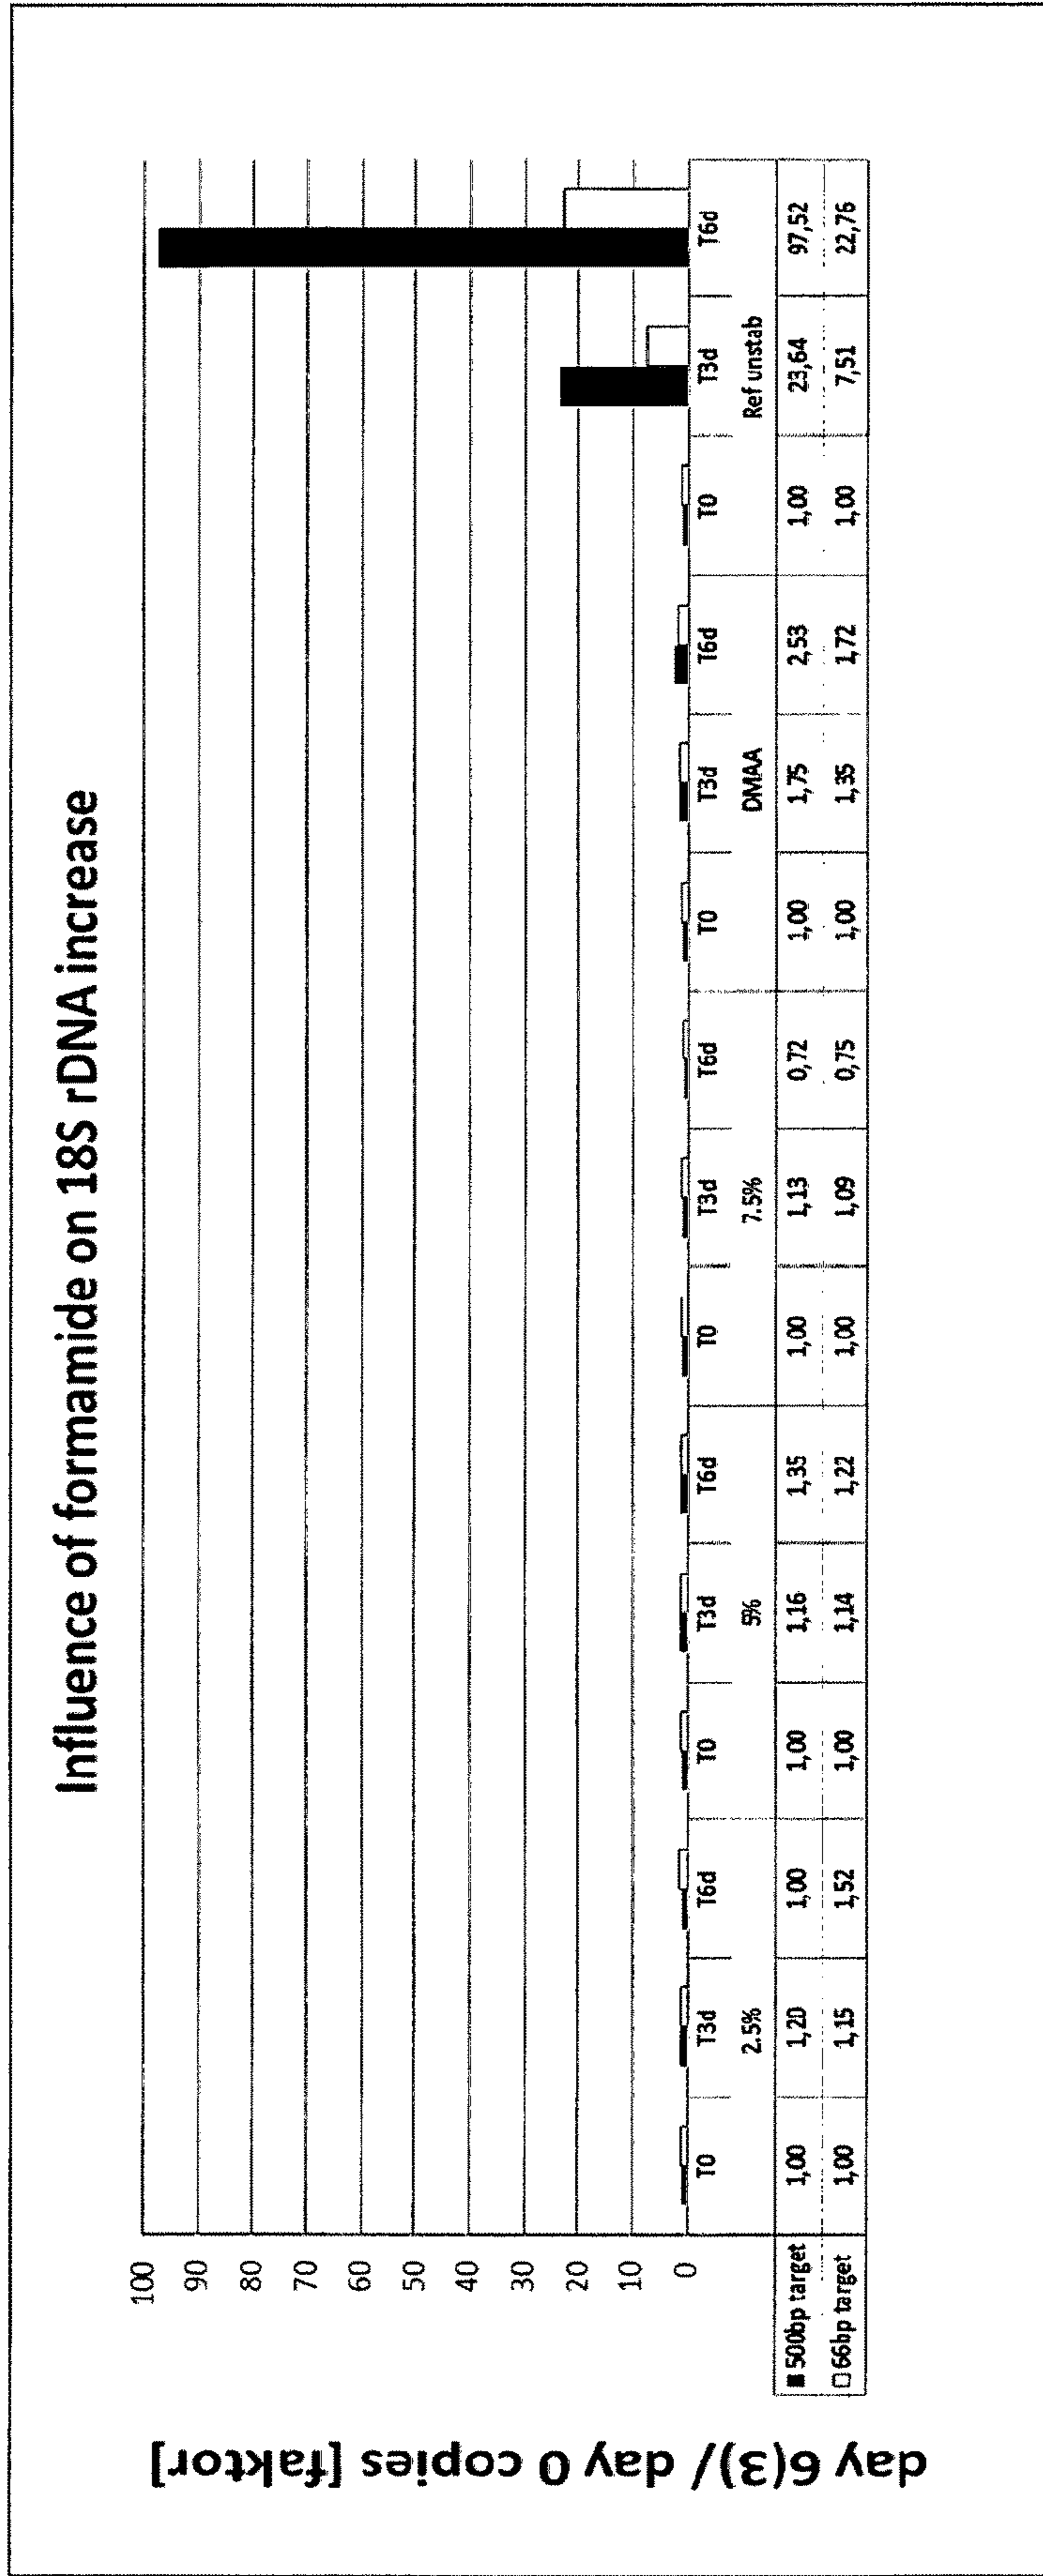 Influence of formamide on 18S rDNA increase
day 6(3)/ day 0 copies [faktor]
100
90
80
70
60
50
40
30
20
10
0
T0 T3d T6d T0 T3d T6d T0 T3d T6d T0 T3d T6d T0 T3d T6d
2.5% 5% 7.5% DMAA Ref unstab
500bp target 1,00 1,20 1,00 1,00 1,16 1,35 1,00 1,13 0,72 1,00 1,75 2,53 1,00 23,64 97,52
66bp target 1,00 1,15 1,52 1,00 1,14 1,22 1,00 1,09 0,75 1,00 1,35 1,72 1,00 7,51 22,76